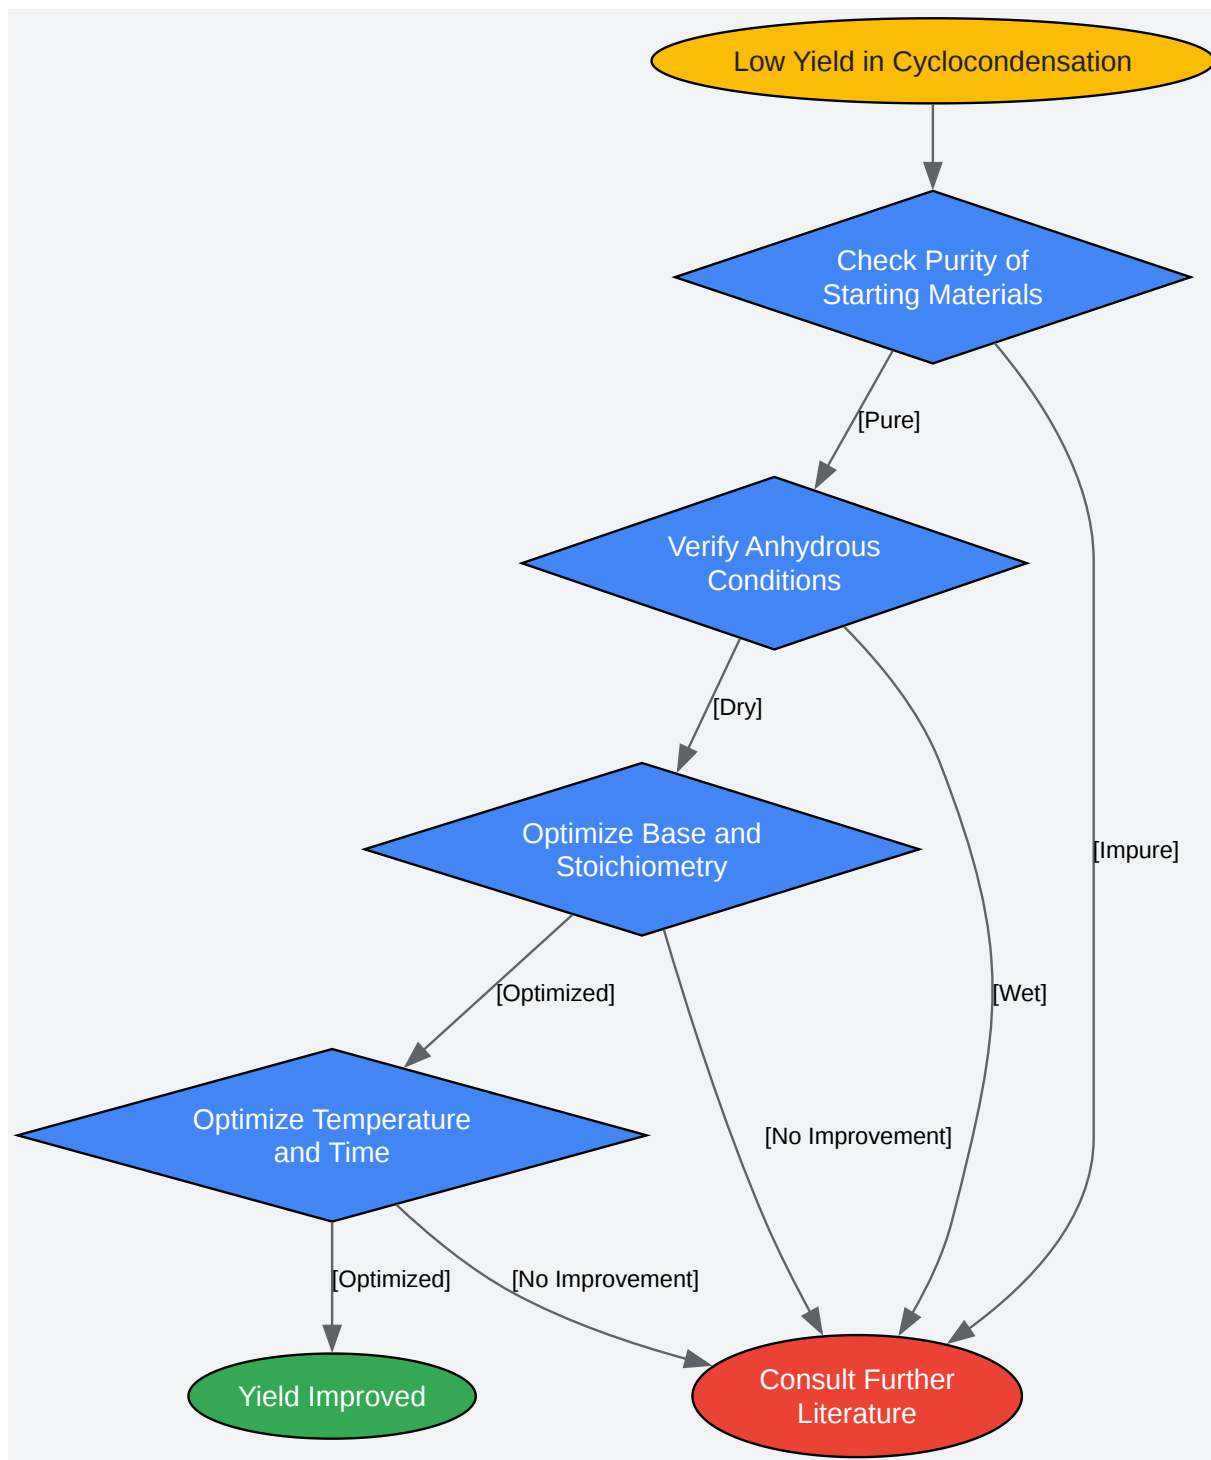 Low Yield in Cyclocondensation
Check Purity of
Starting Materials
[Pure]
Verify Anhydrous
Conditions
[Dry]
Optimize Base and
Stoichiometry
[Impure]
[Optimized]
[Wet]
Optimize Temperature
and Time
[No Improvement]
[Optimized]
[No Improvement]
Yield Improved
Consult Further
Literature